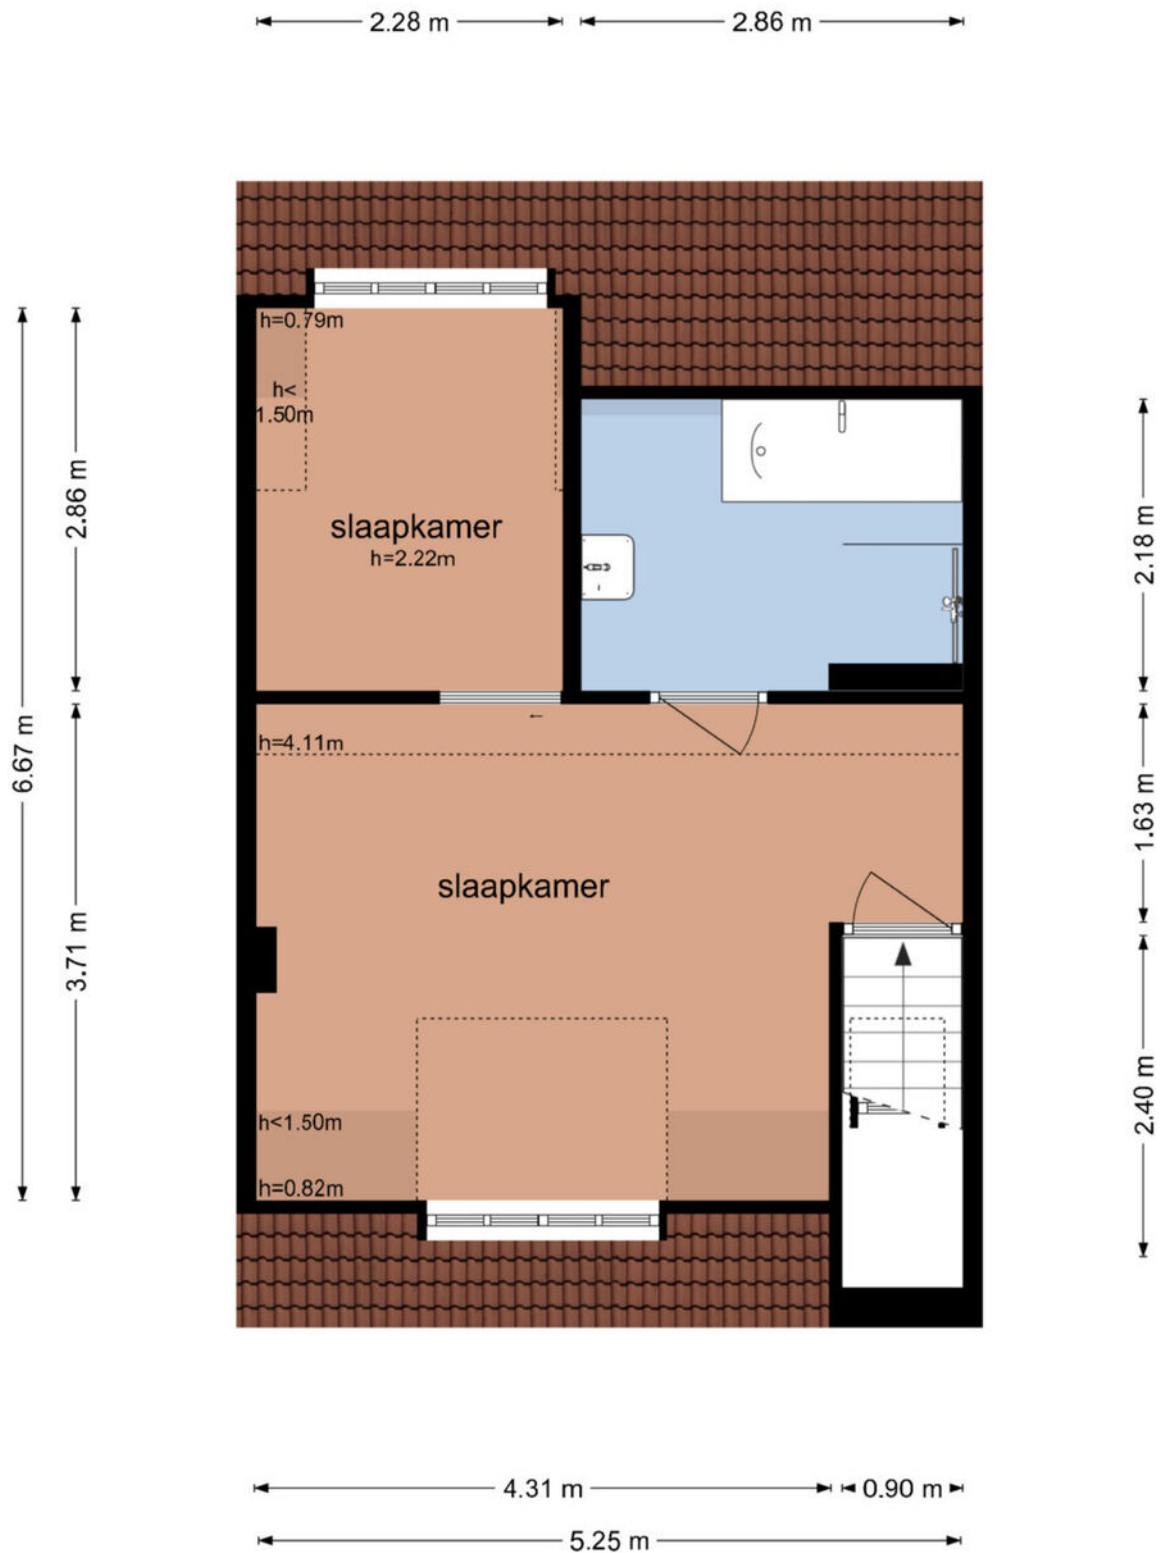 2.28 m
2.86 m
h=0.79m
h<
1.50m
slaapkamer
h=2.22m
2.86 m
2.18 m
6.67 m
h=4.11m
1.63 m
slaapkamer
3.71 m
2.40 m
h<1.50m
h=0.82m
4.31 m
0.90 m
5.25 m